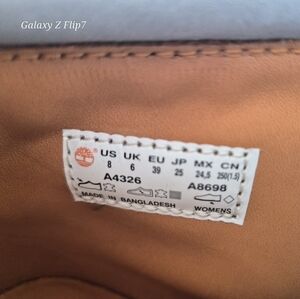 Galaxy Z Flip7
US UK EU JP MX CN
8 6 39 25 24,5 250(1.5)
A4326 A8698
MADE IN BANGLADESH WOMENS